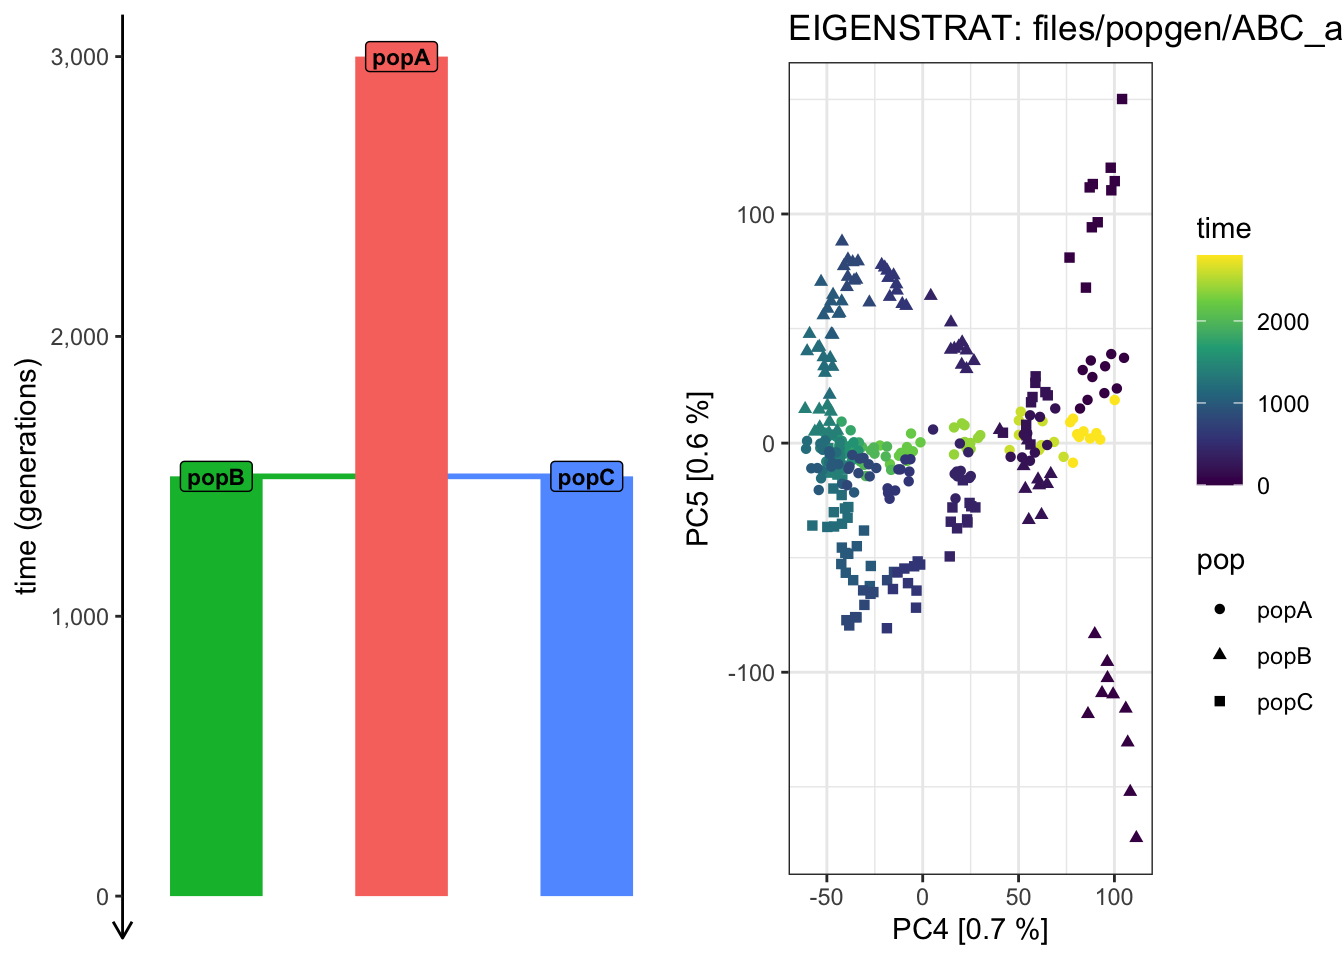 time (generations)
3,000
2,000
1,000
0
popA
popB
popC
EIGENSTRAT: files/popgen/ABC_a
PC5 [0.6 %]
100
0
-100
-50
0
50
100
PC4 [0.7 %]
time
2000
1000
0
pop
popA
popB
popC